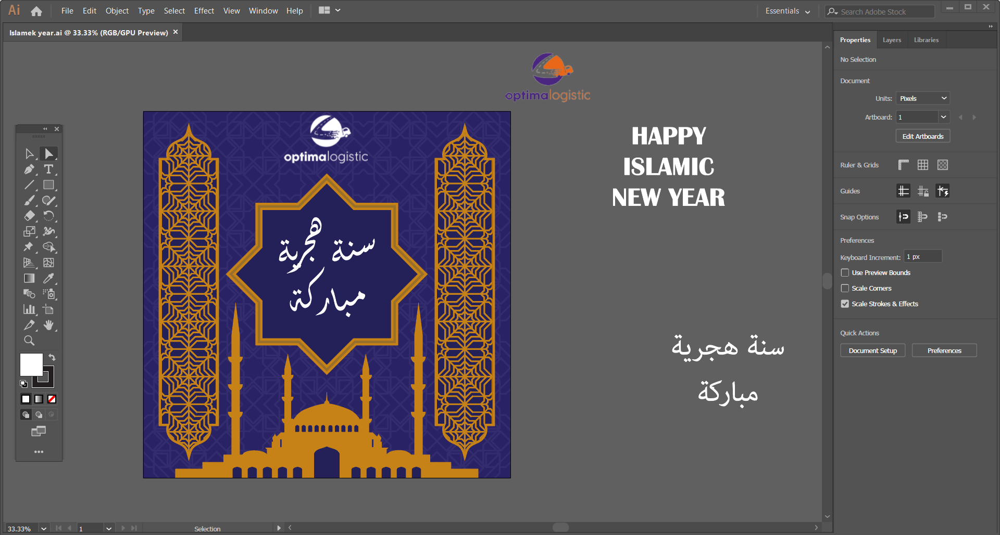 Ai
File Edit Object Type Select Effect View Window Help
Essentials
Search Adobe Stock
Islamek year.ai @ 33.33% (RGB/GPU Preview)
optimalogistic
optimalogistic
سنة هجرية
مباركة
HAPPY
ISLAMIC
NEW YEAR
سنة هجرية
مباركة
Properties Layers Libraries
No Selection
Document
Units: Pixels
Artboard: 1
Edit Artboards
Ruler & Grids
Guides
Snap Options
Preferences
Keyboard Increment: 1 px
Use Preview Bounds
Scale Corners
Scale Strokes & Effects
Quick Actions
Document Setup Preferences
33.33% 1 Selection